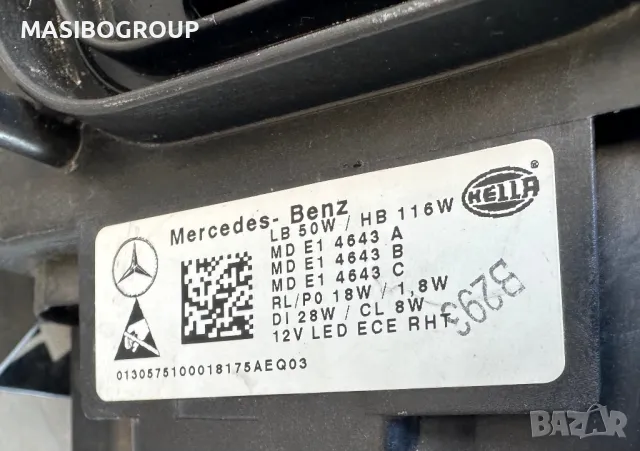 MASIBOGROUP
HELLA ®
Mercedes- Benz
LB 50W / HB 116W
MD E1 4643 A
MD E1 4643 B
MD E1 4643 C
RL/PO 18W / 1,8W
DI 28W / CL 8W
12V LED ECE RHT
B293
0130575100018175AEQ03
BAZAR